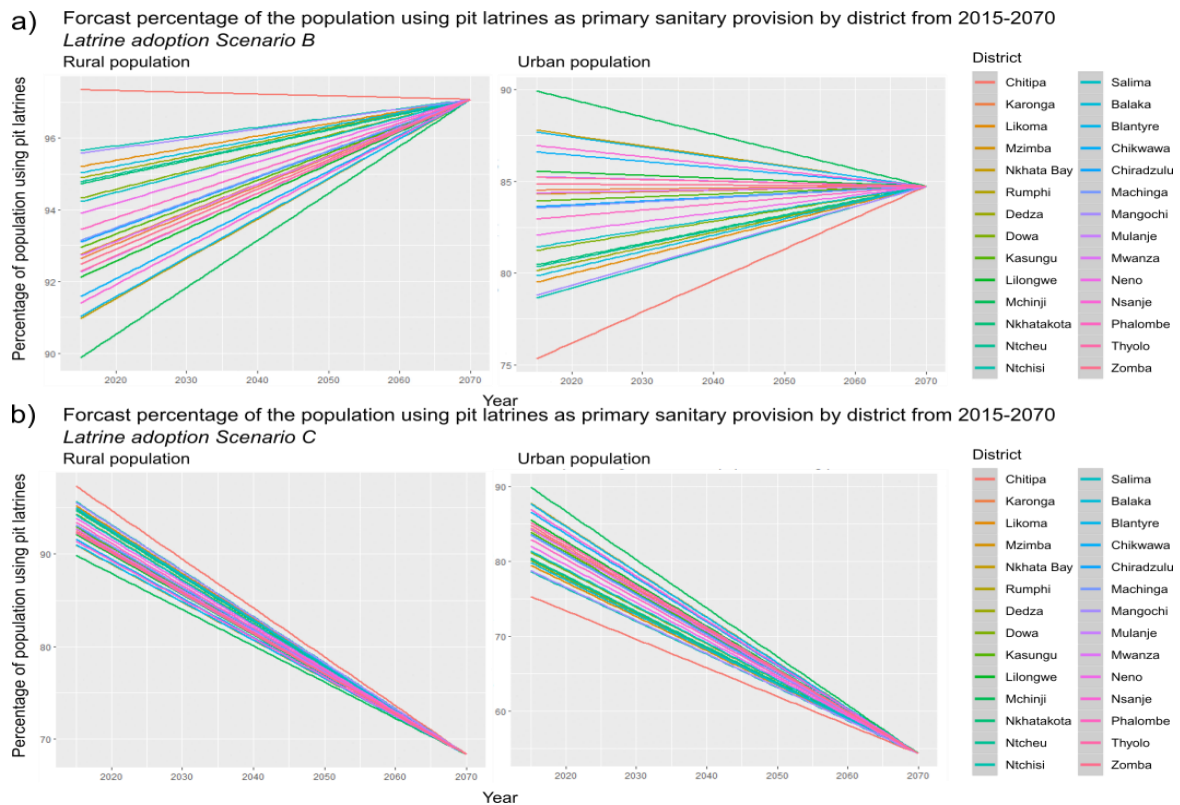 a)
Forcast percentage of the population using pit latrines as primary sanitary provision by district from 2015-2070
Latrine adoption Scenario B
Rural population
Urban population
Percentage of population using pit latrines
96
94
92
90
2020 2030 2040 2050 2060 2070
90
85
80
75
2020 2030 2040 2050 2060 2070
Year
District
Chitipa Salima
Karonga Balaka
Likoma Blantyre
Mzimba Chikwawa
Nkhata Bay Chiradzulu
Rumphi Machinga
Dedza Mangochi
Dowa Mulanje
Kasungu Mwanza
Lilongwe Neno
Mchinji Nsanje
Nkhatakota Phalombe
Ntcheu Thyolo
Ntchisi Zomba
b)
Forcast percentage of the population using pit latrines as primary sanitary provision by district from 2015-2070
Latrine adoption Scenario C
Rural population
Urban population
Percentage of population using pit latrines
90
80
70
2020 2030 2040 2050 2060 2070
90
80
70
60
2020 2030 2040 2050 2060 2070
Year
District
Chitipa Salima
Karonga Balaka
Likoma Blantyre
Mzimba Chikwawa
Nkhata Bay Chiradzulu
Rumphi Machinga
Dedza Mangochi
Dowa Mulanje
Kasungu Mwanza
Lilongwe Neno
Mchinji Nsanje
Nkhatakota Phalombe
Ntcheu Thyolo
Ntchisi Zomba